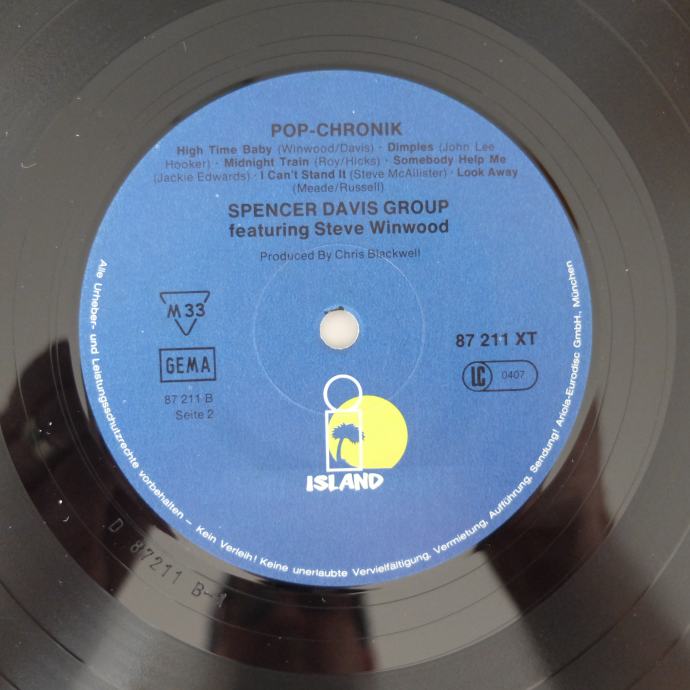 POP-CHRONIK
High Time Baby (Winwood/Davis) · Dimples (John Lee
Hooker) · Midnight Train (Roy/Hicks) · Somebody Help Me
(Jackie Edwards) · I Can't Stand It (Steve McAllister) · Look Away
(Meade/Russell)
SPENCER DAVIS GROUP
featuring Steve Winwood
Produced By Chris Blackwell
M 33
GEMA
87 211 B
Seite 2
87 211 XT
LC 0407
ISLAND
Alle Urheber- und Leistungsschutzrechte vorbehalten – Kein Verleih! Keine unerlaubte Vervielfältigung, Vermietung, Aufführung, Sendung! Ariola-Eurodisc GmbH., München
D 87211 B-1